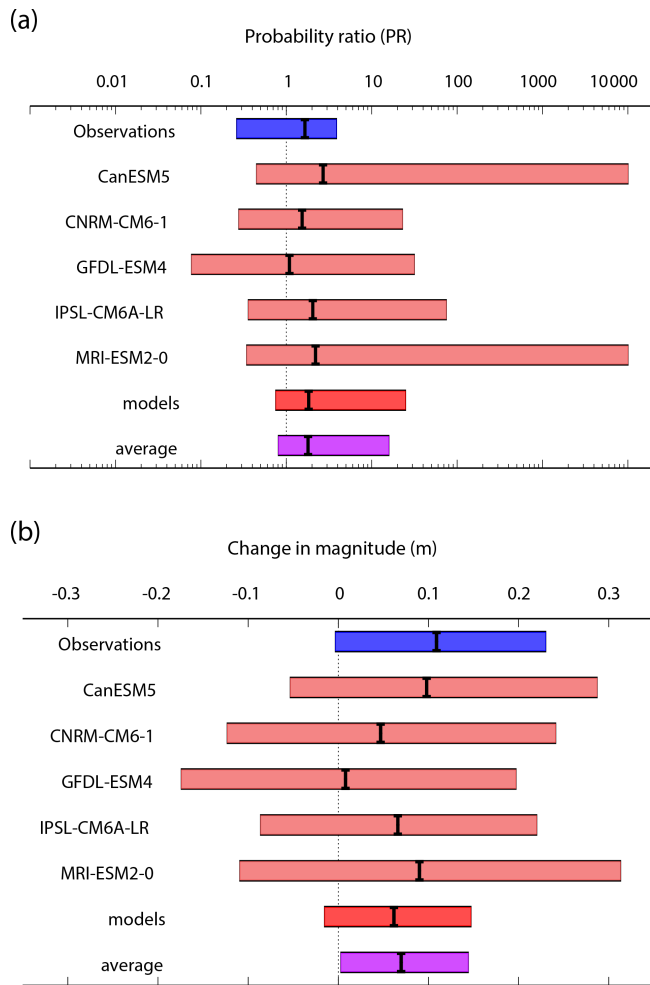 (a)
Probability ratio (PR)
0.01 0.1 1 10 100 1000 10000
Observations
CanESM5
CNRM-CM6-1
GFDL-ESM4
IPSL-CM6A-LR
MRI-ESM2-0
models
average
(b)
Change in magnitude (m)
-0.3 -0.2 -0.1 0 0.1 0.2 0.3
Observations
CanESM5
CNRM-CM6-1
GFDL-ESM4
IPSL-CM6A-LR
MRI-ESM2-0
models
average